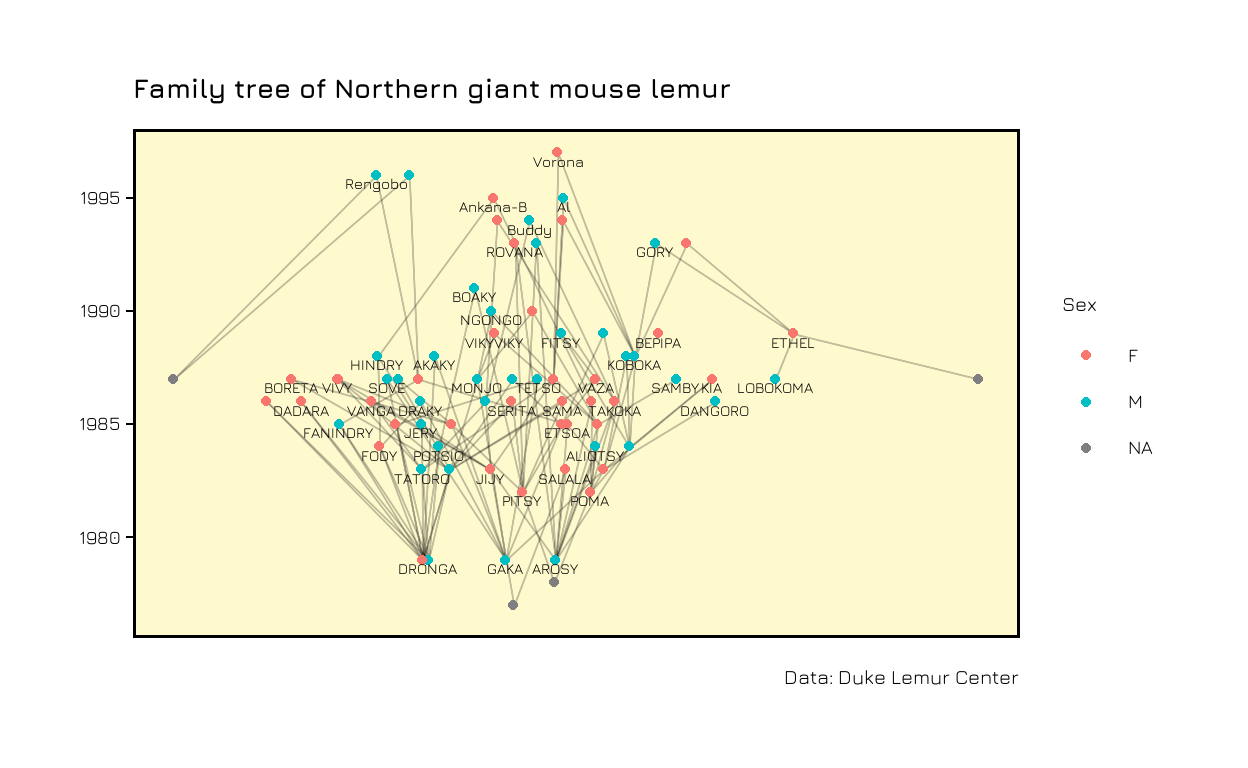 Family tree of Northern giant mouse lemur
Vorona
Rengobo
1995
Ankana-B Al
Buddy
ROVANA GORY
BOAKY
1990
NGONGO
VIKYVIKY FITSY BEPIPA ETHEL
HINDRY AKAKY KOBOKA
BORETA VIVY SOVE MONJO TETSO VAZA SAMBY KIA LOBOKOMA
DADARA VANGA DRAKY SERITA SAMA TAKOKA DANGORO
1985
FANINDRY JERY ETSOA
FODY POTSIO ALIOTSY
TATORO JIJY SALALA
PITSY POMA
1980
DRONGA GAKA AROSY
Sex
F
M
NA
Data: Duke Lemur Center